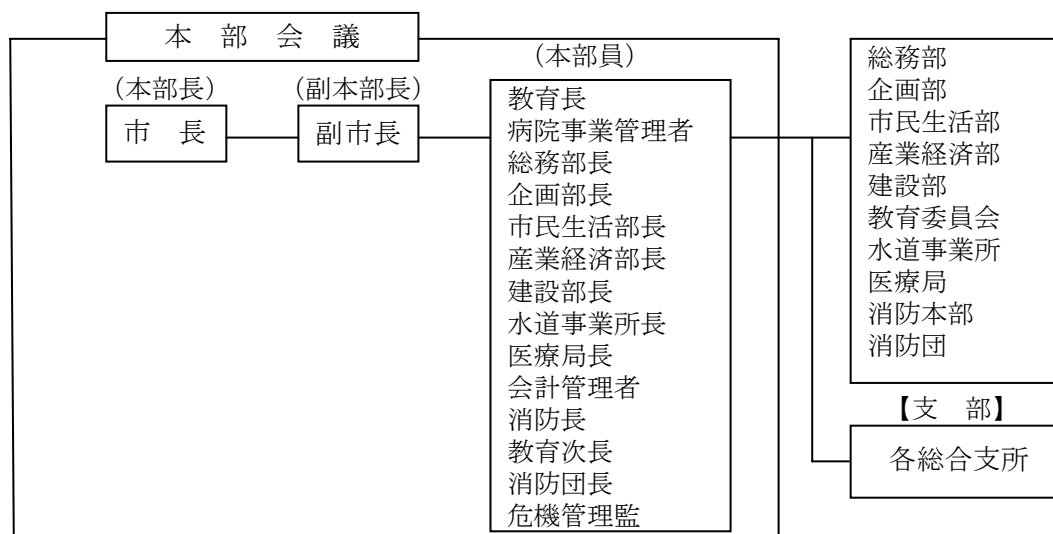 本 部 会 議
(本部長)
市 長
(副本部長)
副市長
(本部員)
教育長
病院事業管理者
総務部長
企画部長
市民生活部長
産業経済部長
建設部長
水道事業所長
医療局長
会計管理者
消防長
教育次長
消防団長
危機管理監
総務部
企画部
市民生活部
産業経済部
建設部
教育委員会
水道事業所
医療局
消防本部
消防団
【支 部】
各総合支所